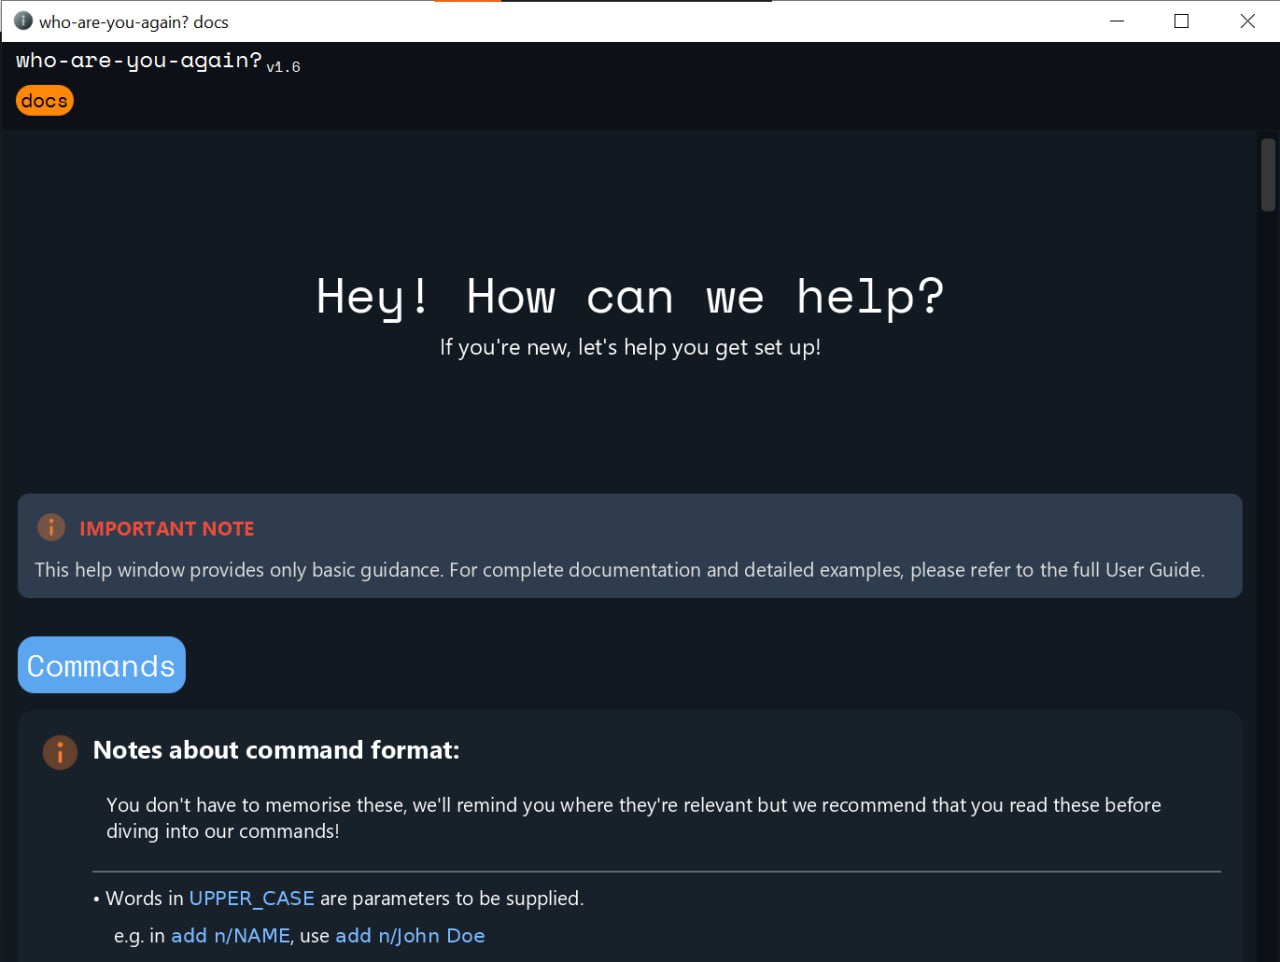 who-are-you-again? docs
who-are-you-again? v1.6
docs
Hey! How can we help?
If you're new, let's help you get set up!
IMPORTANT NOTE
This help window provides only basic guidance. For complete documentation and detailed examples, please refer to the full User Guide.
Commands
Notes about command format:
You don't have to memorise these, we'll remind you where they're relevant but we recommend that you read these before
diving into our commands!
• Words in UPPER_CASE are parameters to be supplied.
e.g. in add n/NAME, use add n/John Doe